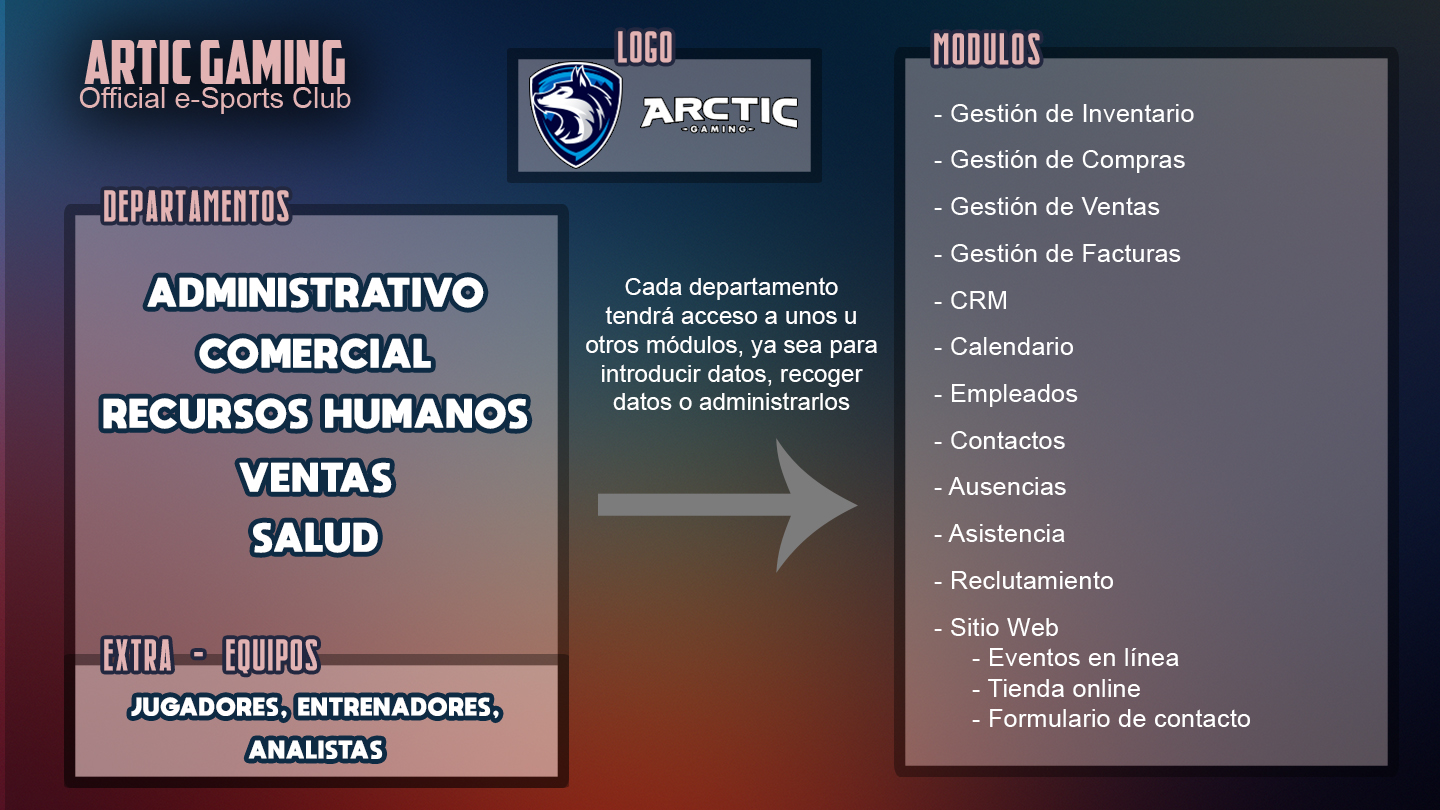 ARTIC GAMING
Official e-Sports Club
LOGO
ARCTIC
-GAMING-
DEPARTAMENTOS
ADMINISTRATIVO
COMERCIAL
RECURSOS HUMANOS
VENTAS
SALUD
EXTRA - EQUIPOS
JUGADORES, ENTRENADORES,
ANALISTAS
Cada departamento
tendrá acceso a unos u
otros módulos, ya sea para
introducir datos, recoger
datos o administrarlos
MODULOS
- Gestión de Inventario
- Gestión de Compras
- Gestión de Ventas
- Gestión de Facturas
- CRM
- Calendario
- Empleados
- Contactos
- Ausencias
- Asistencia
- Reclutamiento
- Sitio Web
- Eventos en línea
- Tienda online
- Formulario de contacto